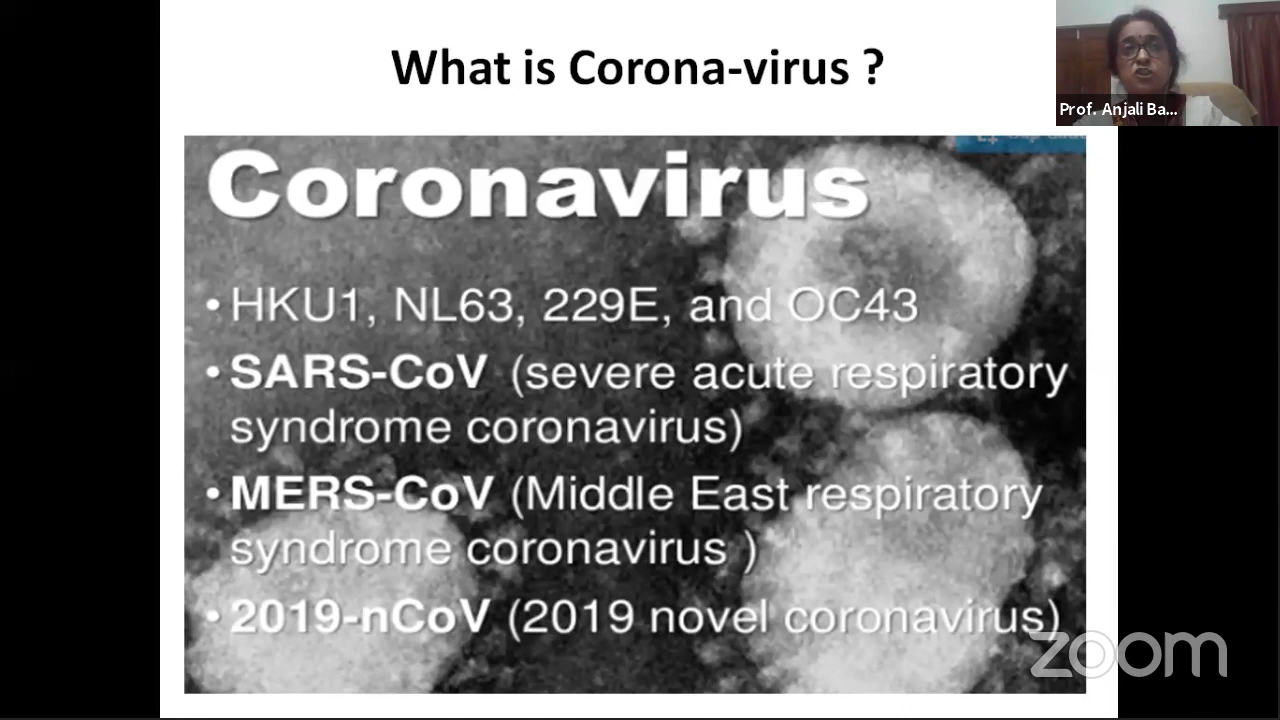 What is Corona-virus ?
Prof. Anjali Ba...
Coronavirus
• HKU1, NL63, 229E, and OC43
• SARS-CoV (severe acute respiratory
syndrome coronavirus)
• MERS-CoV (Middle East respiratory
syndrome coronavirus )
• 2019-nCoV (2019 novel coronavirus)
zoom